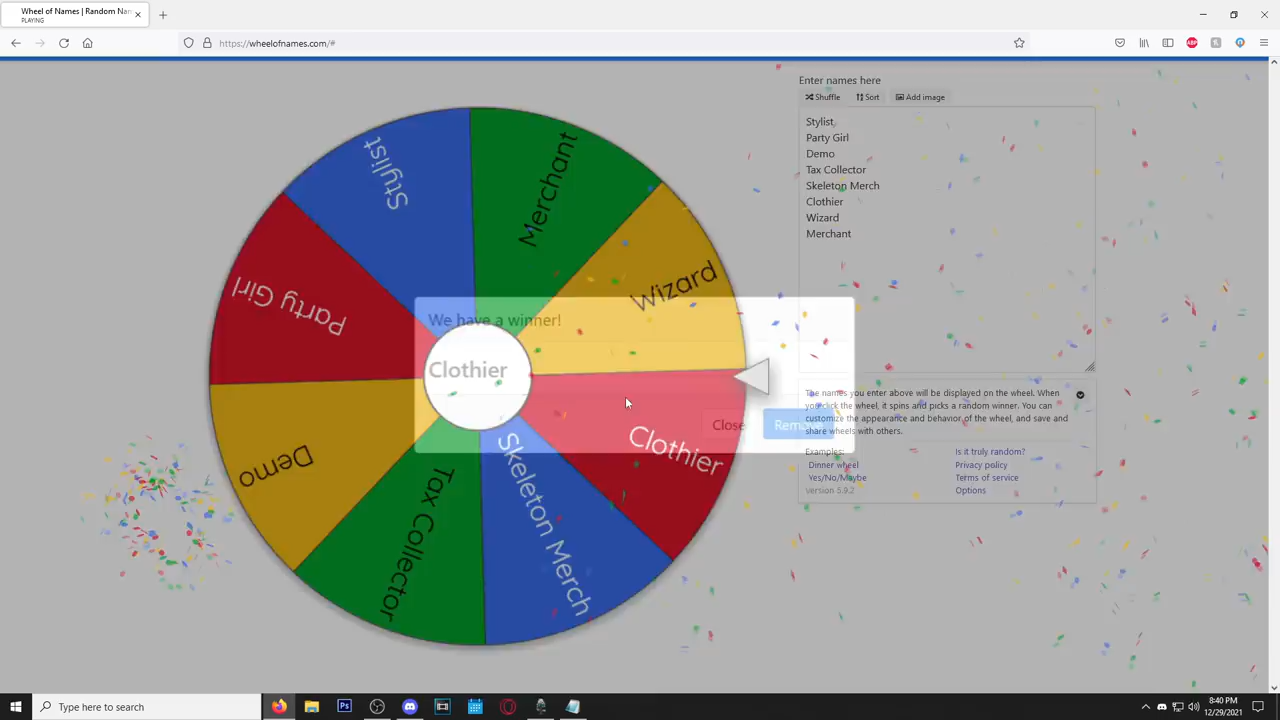 Wheel of Names | Random Nam
PLAYING
https://wheelofnames.com/#
ABP
Enter names here
Shuffle
Sort
Add image
Stylist
Party Girl
Demo
Tax Collector
Skeleton Merch
Clothier
Wizard
Merchant
Merchant
Stylist
Wizard
Party Girl
Clothier
Demo
Skeleton Merch
Tax Collector
We have a winner!
Clothier
Close
Remove
The names you enter above will be displayed on the wheel. When
you click the wheel, it spins and picks a random winner. You can
customize the appearance and behavior of the wheel, and save and
share wheels with others.
Examples:
Dinner wheel
Yes/No/Maybe
Version 5.9.2
Is it truly random?
Privacy policy
Terms of service
Options
Type here to search
Ps
8:40 PM
12/29/2021